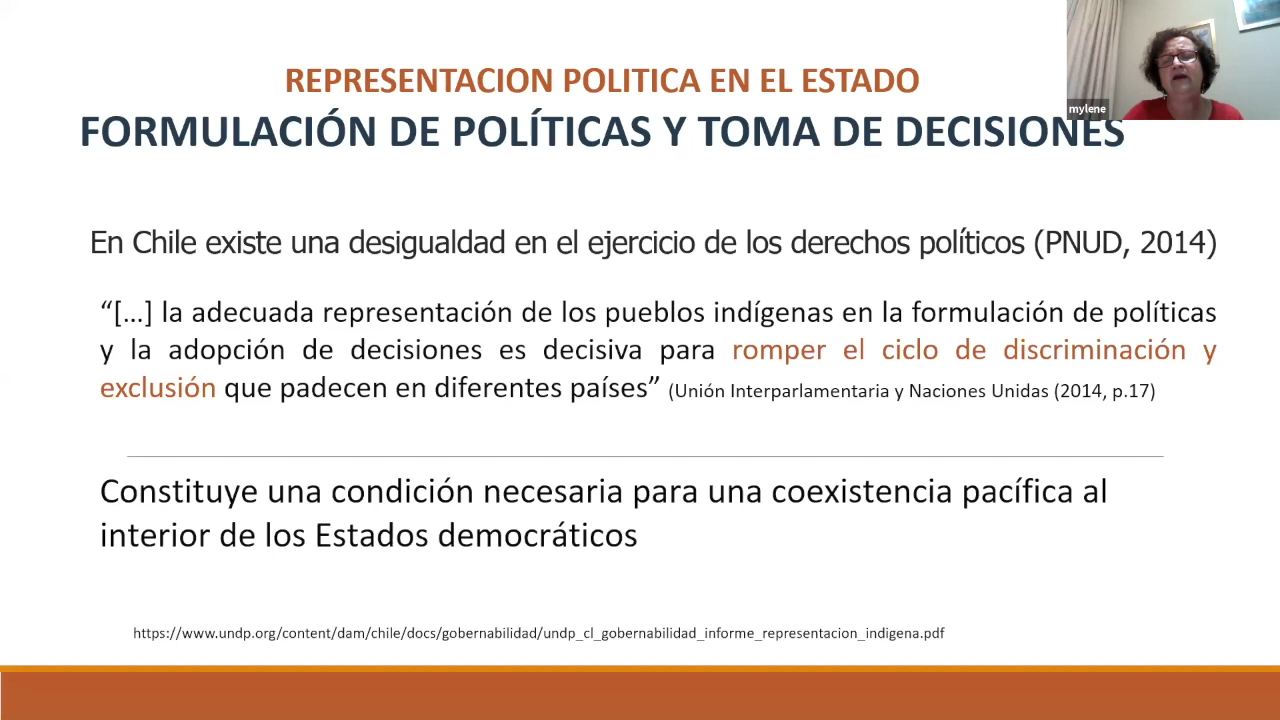 REPRESENTACION POLITICA EN EL ESTADO
FORMULACIÓN DE POLÍTICAS Y TOMA DE DECISIONES
mylene
En Chile existe una desigualdad en el ejercicio de los derechos políticos (PNUD, 2014)
“[…] la adecuada representación de los pueblos indígenas en la formulación de políticas
y la adopción de decisiones es decisiva para romper el ciclo de discriminación y
exclusión que padecen en diferentes países” (Unión Interparlamentaria y Naciones Unidas (2014, p.17)
Constituye una condición necesaria para una coexistencia pacífica al
interior de los Estados democráticos
https://www.undp.org/content/dam/chile/docs/gobernabilidad/undp_cl_gobernabilidad_informe_representacion_indigena.pdf